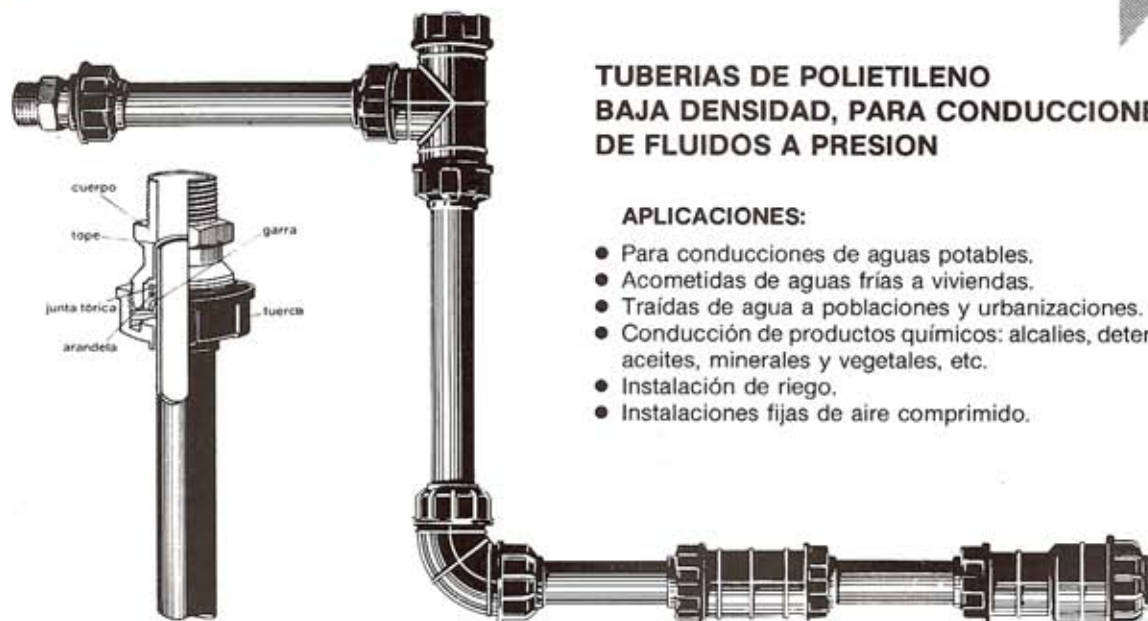 TUBERIAS DE POLIETILENO
BAJA DENSIDAD, PARA CONDUCCIONE
DE FLUIDOS A PRESION
cuerpo
tope
garra
junta tórica
tuerca
arandela
APLICACIONES:
● Para conducciones de aguas potables.
● Acometidas de aguas frías a viviendas.
● Traídas de agua a poblaciones y urbanizaciones.
● Conducción de productos químicos: alcalies, deter
aceites, minerales y vegetales, etc.
● Instalación de riego.
● Instalaciones fijas de aire comprimido.